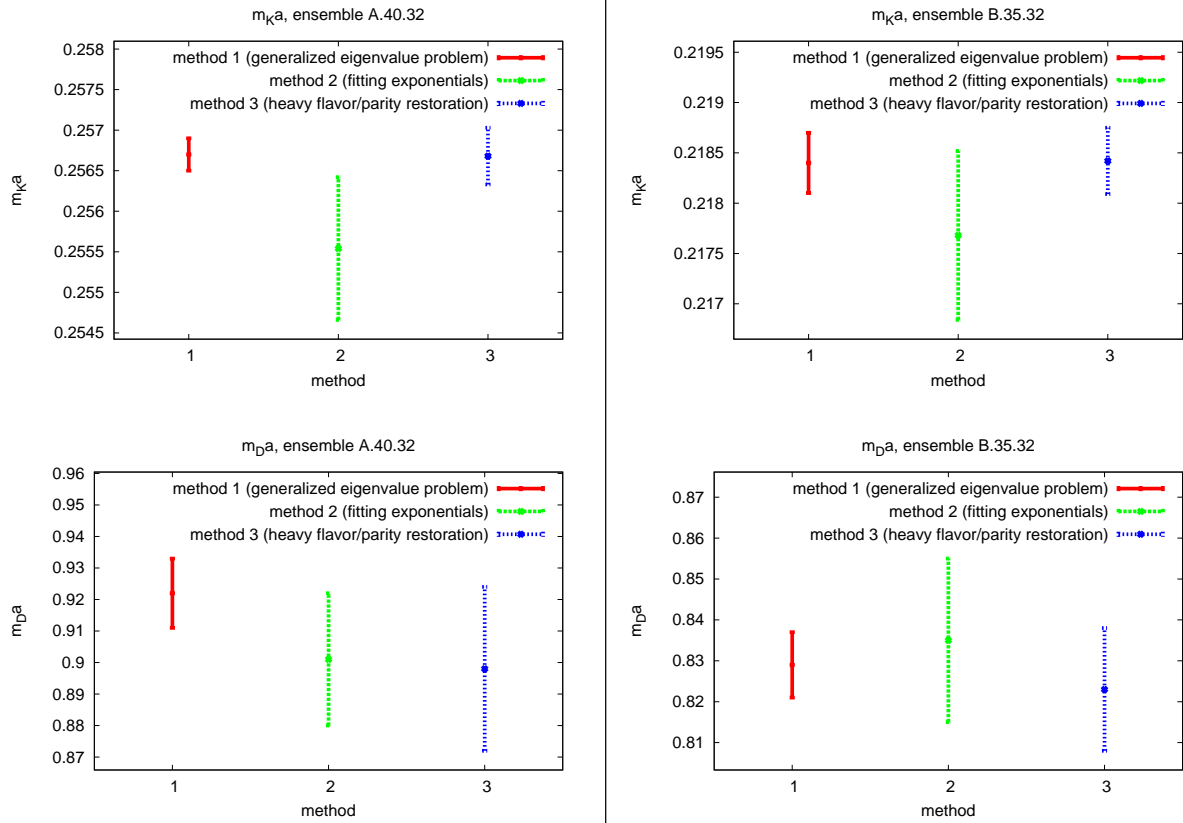 m_K a, ensemble A.40.32
0.258
0.2575
0.257
0.2565
0.256
0.2555
0.255
0.2545
m_K a
method 1 (generalized eigenvalue problem)
method 2 (fitting exponentials)
method 3 (heavy flavor/parity restoration)
1 2 3
method
m_K a, ensemble B.35.32
0.2195
0.219
0.2185
0.218
0.2175
0.217
m_K a
method 1 (generalized eigenvalue problem)
method 2 (fitting exponentials)
method 3 (heavy flavor/parity restoration)
1 2 3
method
m_D a, ensemble A.40.32
0.96
0.95
0.94
0.93
0.92
0.91
0.9
0.89
0.88
0.87
m_D a
method 1 (generalized eigenvalue problem)
method 2 (fitting exponentials)
method 3 (heavy flavor/parity restoration)
1 2 3
method
m_D a, ensemble B.35.32
0.87
0.86
0.85
0.84
0.83
0.82
0.81
m_D a
method 1 (generalized eigenvalue problem)
method 2 (fitting exponentials)
method 3 (heavy flavor/parity restoration)
1 2 3
method